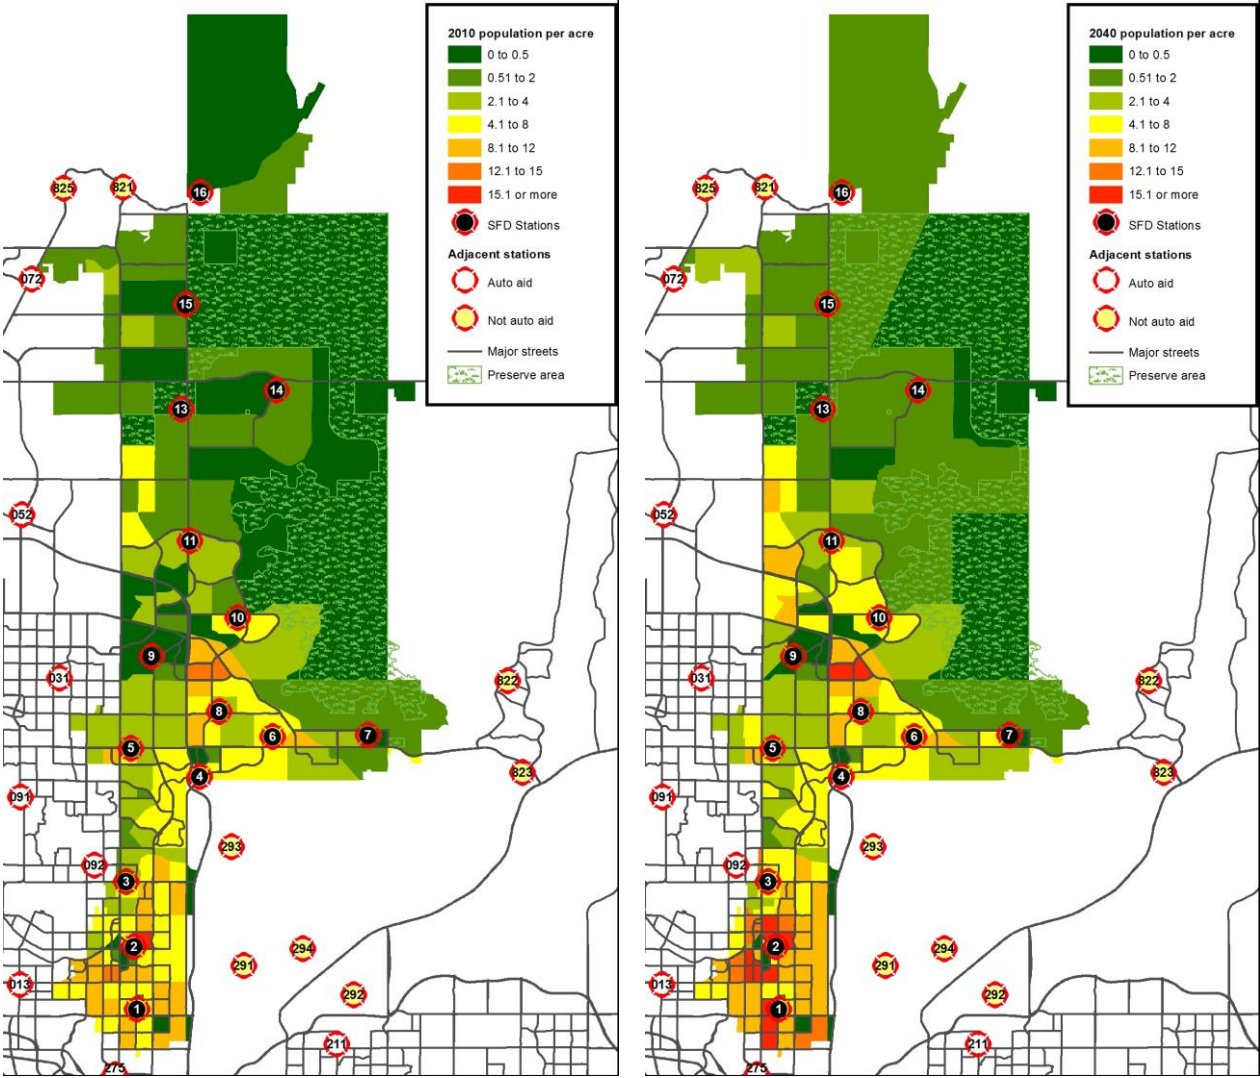 2010 population per acre
0 to 0.5
0.51 to 2
2.1 to 4
4.1 to 8
8.1 to 12
12.1 to 15
15.1 or more
SFD Stations
Adjacent stations
Auto aid
Not auto aid
Major streets
Preserve area
825
821
16
072
15
14
13
052
11
10
9
031
822
8
6
7
5
4
823
091
293
092
3
2
294
291
013
292
1
211
275
2040 population per acre
0 to 0.5
0.51 to 2
2.1 to 4
4.1 to 8
8.1 to 12
12.1 to 15
15.1 or more
SFD Stations
Adjacent stations
Auto aid
Not auto aid
Major streets
Preserve area
825
821
16
072
15
14
13
052
11
10
9
031
822
8
6
7
5
4
823
091
293
092
3
2
294
291
013
292
1
211
275